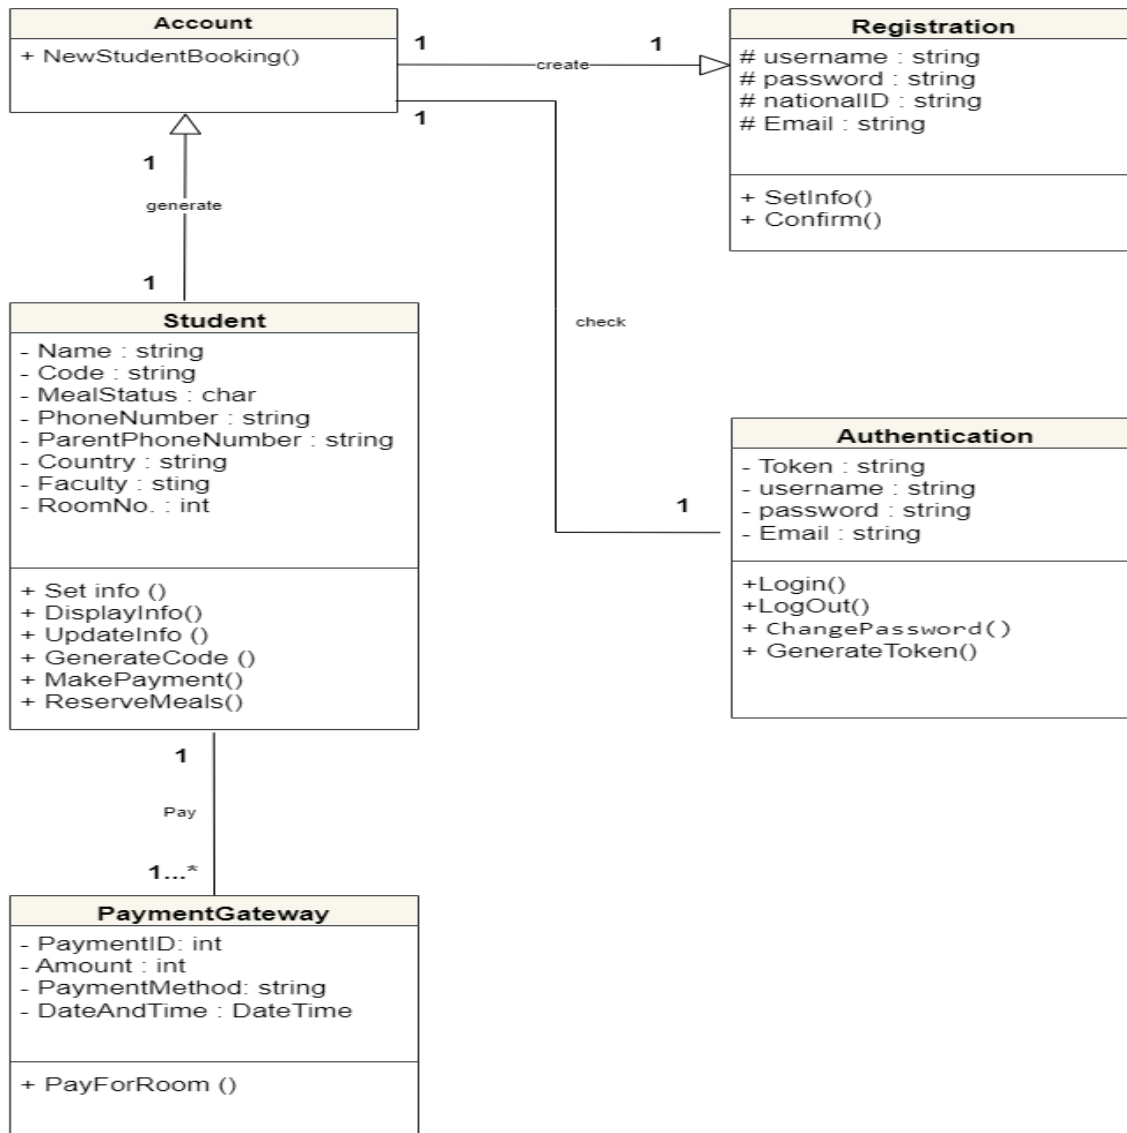 Account
+ NewStudentBooking()
1
create
1
Registration
# username : string
# password : string
# nationalID : string
# Email : string
+ SetInfo()
+ Confirm()
1
check
1
1
generate
1
Student
- Name : string
- Code : string
- MealStatus : char
- PhoneNumber : string
- ParentPhoneNumber : string
- Country : string
- Faculty : sting
- RoomNo. : int
+ Set info ()
+ DisplayInfo()
+ UpdateInfo ()
+ GenerateCode ()
+ MakePayment()
+ ReserveMeals()
Authentication
- Token : string
- username : string
- password : string
- Email : string
+Login()
+LogOut()
+ ChangePassword()
+ GenerateToken()
1
Pay
1...*
PaymentGateway
- PaymentID: int
- Amount : int
- PaymentMethod: string
- DateAndTime : DateTime
+ PayForRoom ()